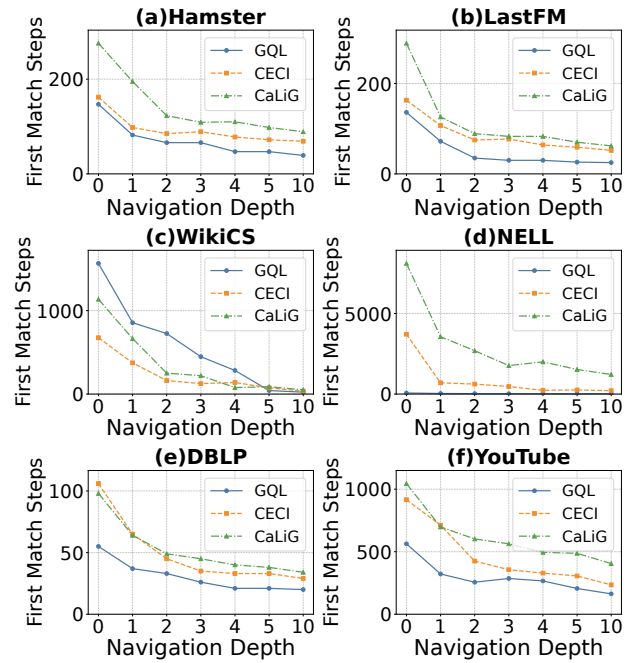 (a)Hamster
First Match Steps
200
0
GQL
CECI
CaLiG
0 1 2 3 4 5 10
Navigation Depth
(b)LastFM
First Match Steps
200
0
GQL
CECI
CaLiG
0 1 2 3 4 5 10
Navigation Depth
(c)WikiCS
First Match Steps
1000
0
GQL
CECI
CaLiG
0 1 2 3 4 5 10
Navigation Depth
(d)NELL
First Match Steps
5000
0
GQL
CECI
CaLiG
0 1 2 3 4 5 10
Navigation Depth
(e)DBLP
First Match Steps
100
50
0
GQL
CECI
CaLiG
0 1 2 3 4 5 10
Navigation Depth
(f)YouTube
First Match Steps
1000
500
0
GQL
CECI
CaLiG
0 1 2 3 4 5 10
Navigation Depth